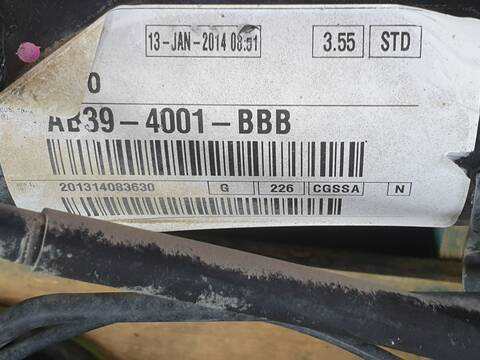 13-JAN-2014 08:51 3.55 STD
0
AB39-4001-BBB
201314083630 G 226 CGSSA N